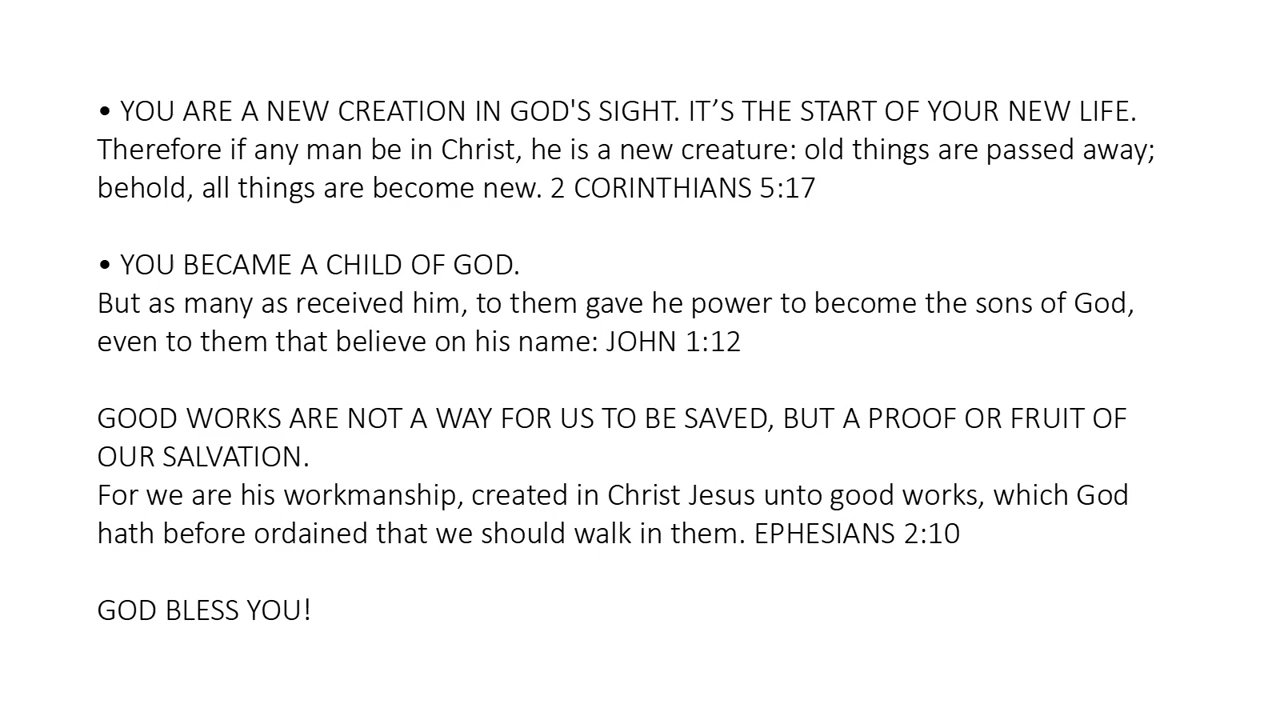 • YOU ARE A NEW CREATION IN GOD'S SIGHT. IT’S THE START OF YOUR NEW LIFE.
Therefore if any man be in Christ, he is a new creature: old things are passed away;
behold, all things are become new. 2 CORINTHIANS 5:17
• YOU BECAME A CHILD OF GOD.
But as many as received him, to them gave he power to become the sons of God,
even to them that believe on his name: JOHN 1:12
GOOD WORKS ARE NOT A WAY FOR US TO BE SAVED, BUT A PROOF OR FRUIT OF
OUR SALVATION.
For we are his workmanship, created in Christ Jesus unto good works, which God
hath before ordained that we should walk in them. EPHESIANS 2:10
GOD BLESS YOU!